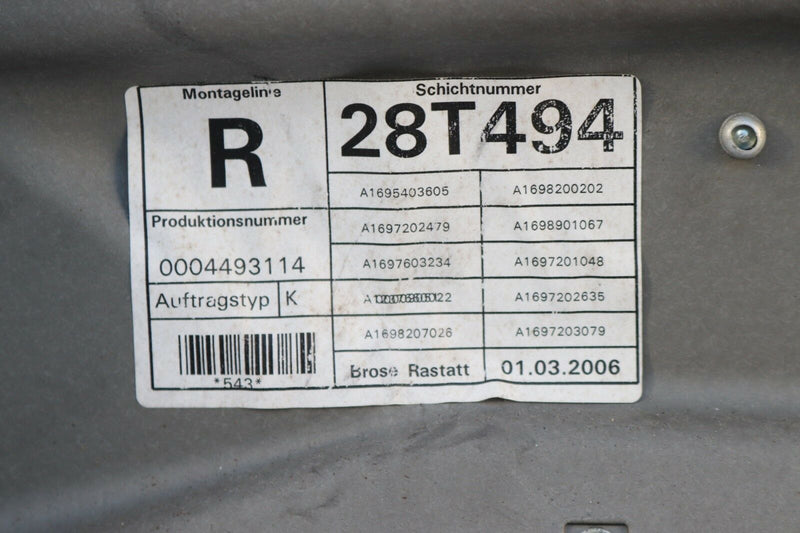 Montagelinie
R
Schichtnummer
28T494
A1695403605 A1698200202
A1697202479 A1698901067
A1697603234 A1697201048
A1697202635
A1698207026 A1697203079
Produktionsnummer
0004493114
Auftragstyp K
*543*
Brose Rastatt 01.03.2006